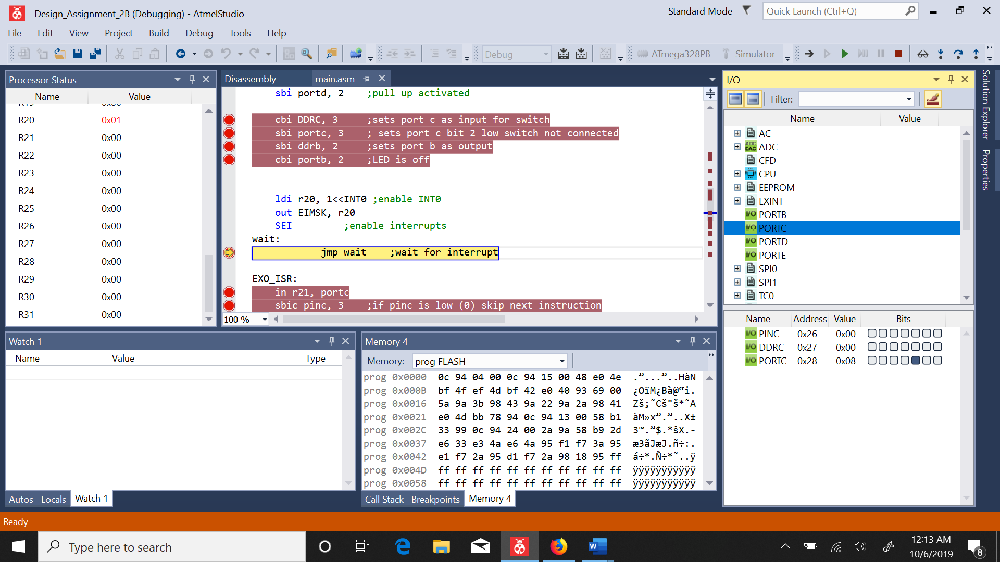 Design_Assignment_2B (Debugging) - AtmelStudio
Standard Mode
Quick Launch (Ctrl+Q)
File Edit View Project Build Debug Tools Help
Debug
ATmega328PB
Simulator
Processor Status
Name Value
R20 0x01
R21 0x00
R22 0x00
R23 0x00
R24 0x00
R25 0x00
R26 0x00
R27 0x00
R28 0x00
R29 0x00
R30 0x00
R31 0x00
Disassembly main.asm
sbi portd, 2 ;pull up activated
cbi DDRC, 3 ;sets port c as input for switch
sbi portc, 3 ; sets port c bit 2 low switch not connected
sbi ddrb, 2 ;sets port b as output
cbi portb, 2 ;LED is off
ldi r20, 1<<INT0 ;enable INT0
out EIMSK, r20
SEI ;enable interrupts
wait:
jmp wait ;wait for interrupt
EXO_ISR:
in r21, portc
sbic pinc, 3 ;if pinc is low (0) skip next instruction
100 %
I/O
Filter:
Name Value
AC
ADC
CFD
CPU
EEPROM
EXINT
PORTB
PORTC
PORTD
PORTE
SPI0
SPI1
TC0
Name Address Value Bits
PINC 0x26 0x00
DDRC 0x27 0x00
PORTC 0x28 0x08
Solution Explorer
Properties
Watch 1
Name Value Type
Autos Locals Watch 1
Memory 4
Memory: prog FLASH
prog 0x0000 0c 94 04 00 0c 94 15 00 48 e0 4e .”...”..HàN
prog 0x000B bf 4f ef 4d bf 42 e0 40 93 69 00 ¿OïM¿Bà@“i.
prog 0x0016 5a 9a 3b 98 43 9a 22 9a 2a 98 41 Zš;˜Cš"š*˜A
prog 0x0021 e0 4d bb 78 94 0c 94 13 00 58 b1 àM»x”.”..X±
prog 0x002C 33 99 0c 94 24 00 2a 9a 58 b9 2d 3™.”$.*šX.-
prog 0x0037 e6 33 e3 4a e6 4a 95 f1 f7 3a 95 æ3ãJæJ.ñ÷:.
prog 0x0042 e1 f7 2a 95 d1 f7 2a 98 18 95 ff á÷*.Ñ÷*˜..ÿ
prog 0x004D ff ff ff ff ff ff ff ff ff ff ff ÿÿÿÿÿÿÿÿÿÿÿ
prog 0x0058 ff ff ff ff ff ff ff ff ff ff ff ÿÿÿÿÿÿÿÿÿÿÿ
Call Stack Breakpoints Memory 4
Ready
Type here to search
12:13 AM
10/6/2019
8